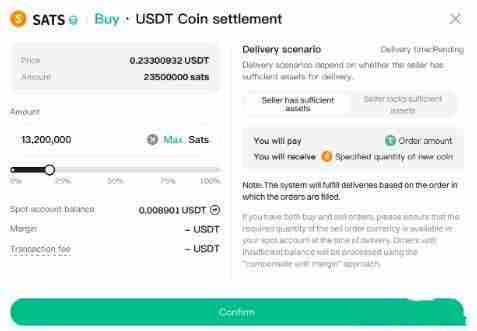 SATS Buy · USDT Coin settlement
Price 0.23300932 USDT
Amount 23500000 sats
Amount
13,200,000 Max. Sats
0% 25% 50% 75% 100%
Spot account balance 0.008901 USDT
Margin – USDT
Transaction fee – USDT
Delivery scenario Delivery time:Pending
Delivery scenarios depend on whether the seller has
sufficient assets for delivery.
Seller has sufficient
assets
Seller lacks sufficient
assets
You will pay Order amount
You will receive Specified quantity of new coin
Note: The system will fulfill deliveries based on the order in
which the orders are filled.
If you have both buy and sell orders, please ensure that the
required quantity of the sell order currency is available in
your spot account at the time of delivery. Orders with
insufficient balance will be processed using the
"compensate with margin" approach.
Confirm